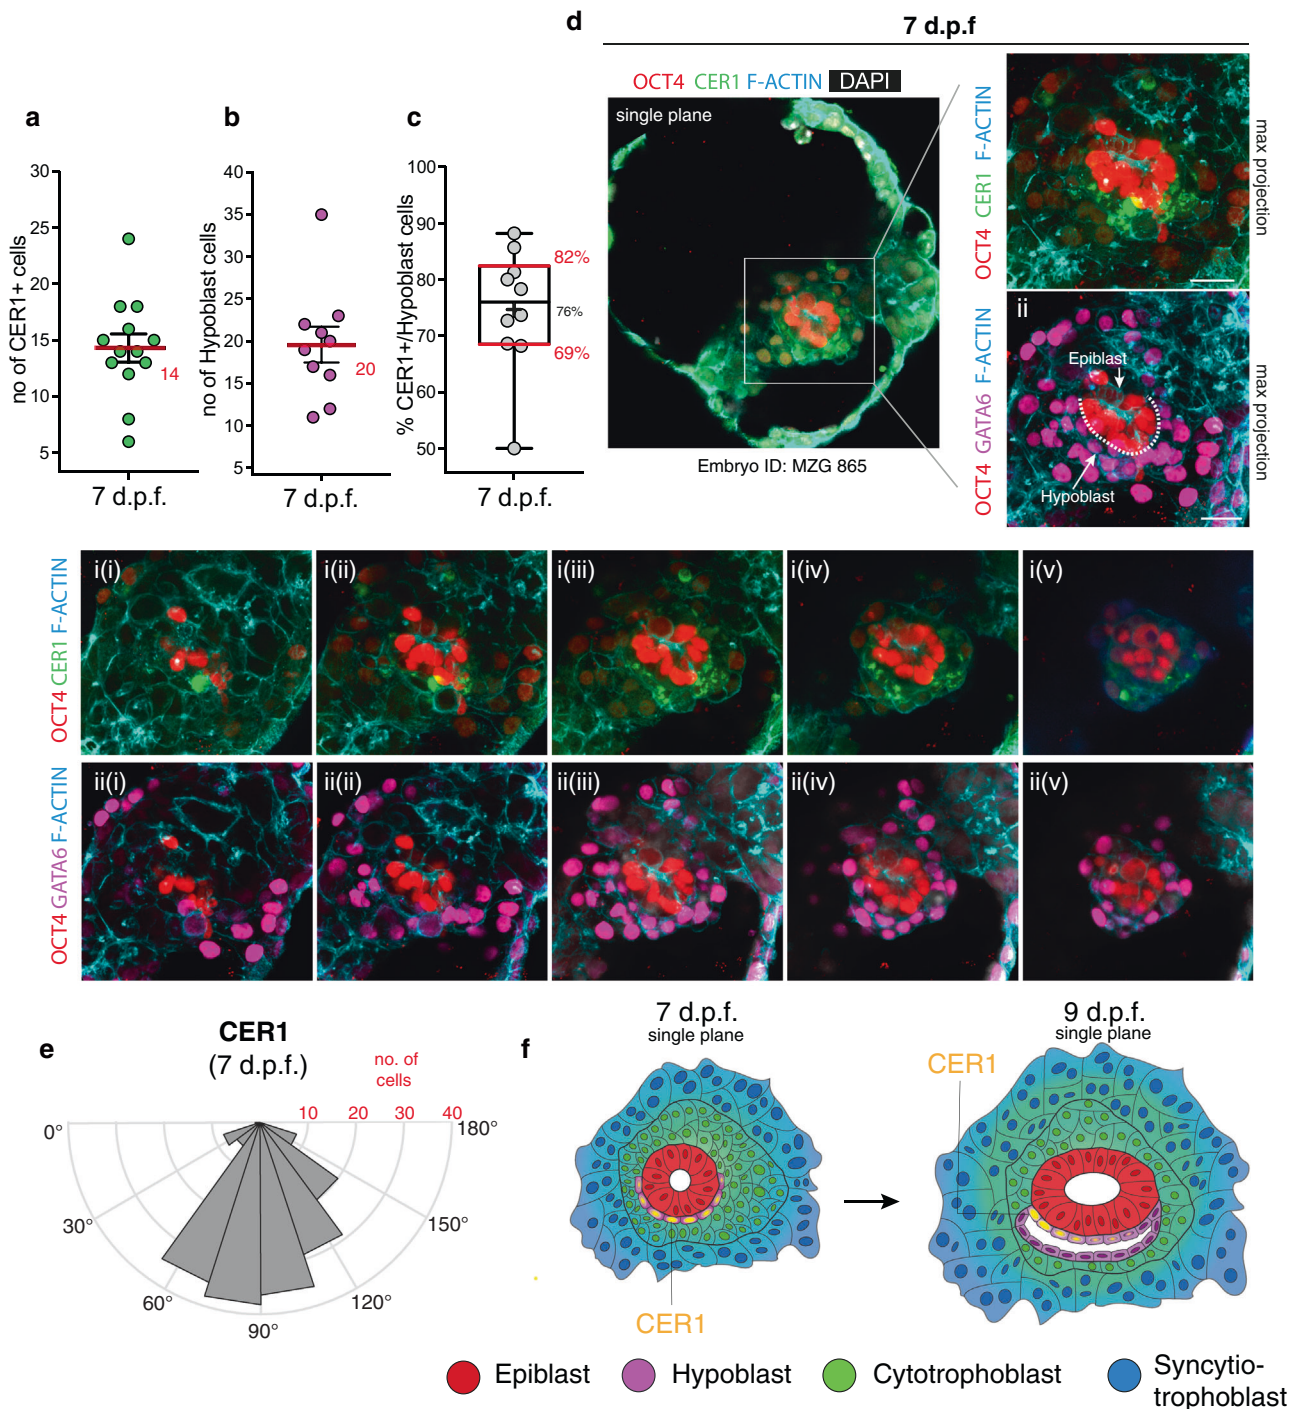 a
no of CER1+ cells
30
25
20
15
10
5
14
7 d.p.f.
b
no of Hypoblast cells
40
35
30
25
20
15
10
5
20
7 d.p.f.
c
% CER1+/Hypoblast cells
100
90
80
70
60
50
82%
76%
69%
7 d.p.f.
d
7 d.p.f
OCT4 CER1 F-ACTIN DAPI
single plane
Embryo ID: MZG 865
OCT4 CER1 F-ACTIN
max projection
ii
Epiblast
Hypoblast
OCT4 GATA6 F-ACTIN
max projection
OCT4 CER1 F-ACTIN
i(i)
i(ii)
i(iii)
i(iv)
i(v)
OCT4 GATA6 F-ACTIN
ii(i)
ii(ii)
ii(iii)
ii(iv)
ii(v)
e
CER1
(7 d.p.f.)
no. of
cells
10 20 30 40
0°
30°
60°
90°
120°
150°
180°
f
7 d.p.f.
single plane
CER1
9 d.p.f.
single plane
CER1
Epiblast
Hypoblast
Cytotrophoblast
Syncytio-
trophoblast